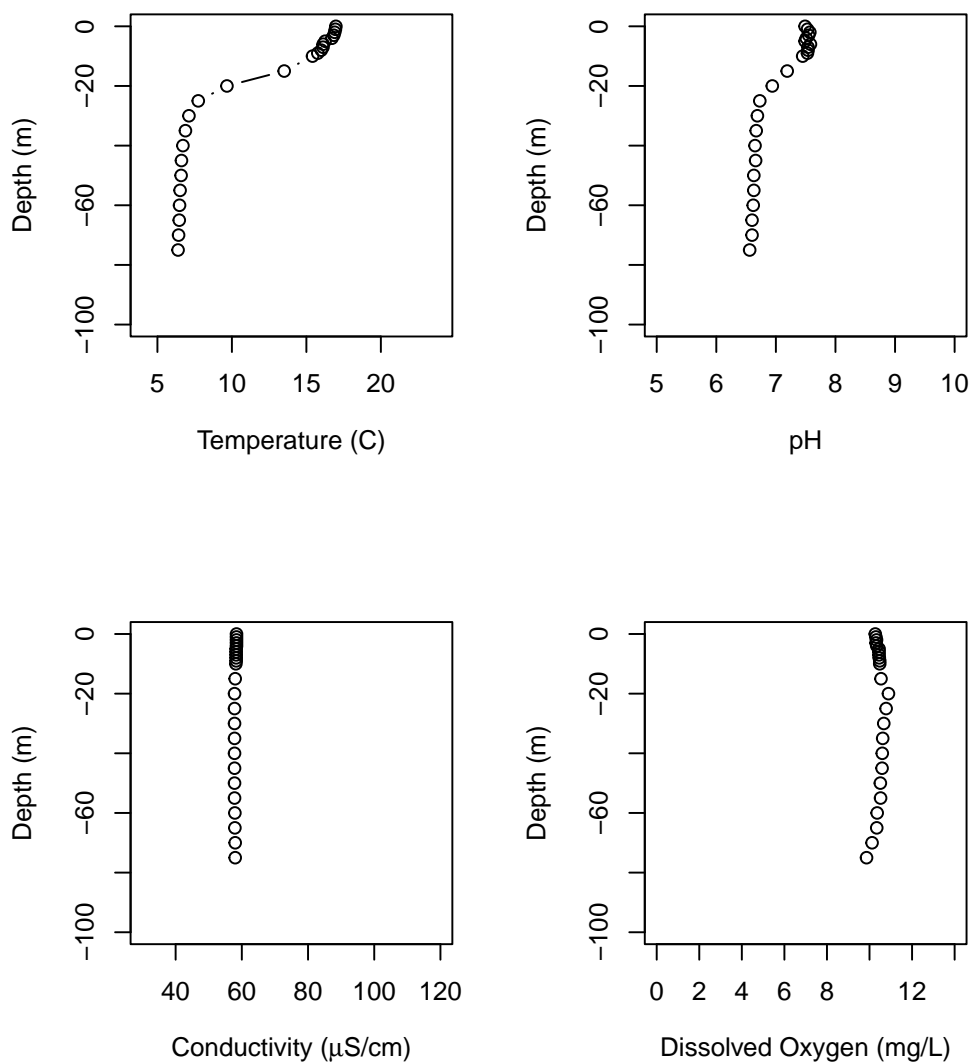 Depth (m)
0
−20
−60
−100
5 10 15 20
Temperature (C)
Depth (m)
0
−20
−60
−100
5 6 7 8 9 10
pH
Depth (m)
0
−20
−60
−100
40 60 80 100 120
Conductivity (µS/cm)
Depth (m)
0
−20
−60
−100
0 2 4 6 8 12
Dissolved Oxygen (mg/L)